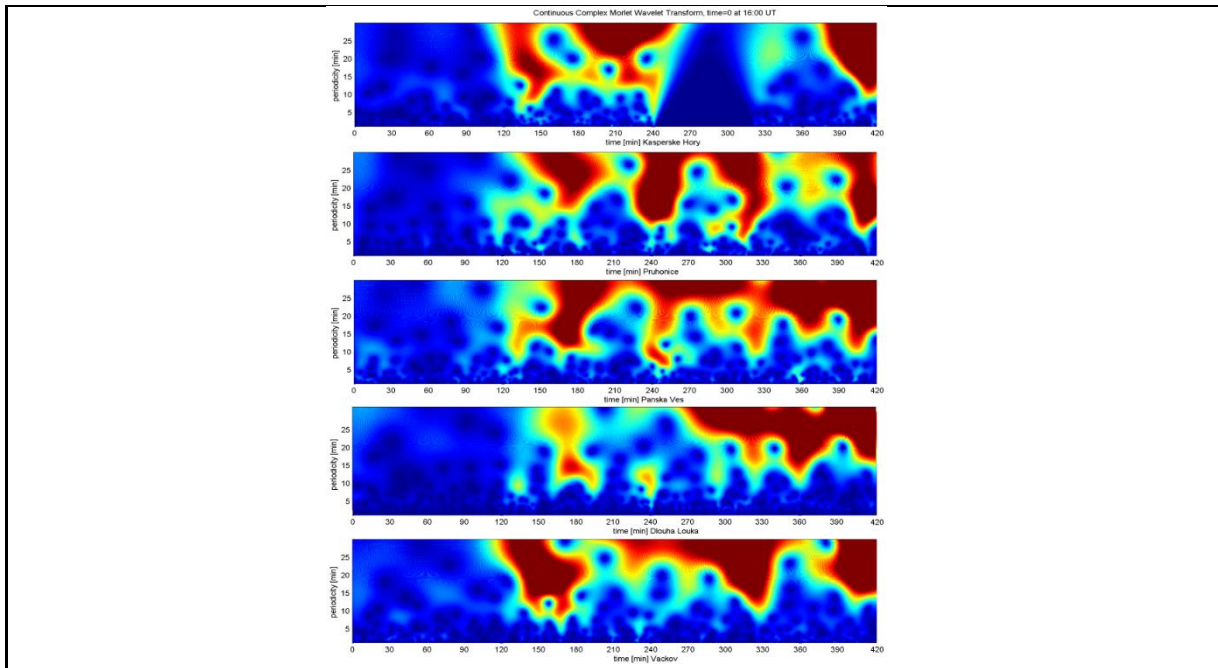 Continuous Complex Morlet Wavelet Transform, time=0 at 16:00 UT
periodicity [min]
25
20
15
10
5
0 30 60 90 120 150 180 210 240 270 300 330 360 390 420
time [min] Kasperske Hory
periodicity [min]
25
20
15
10
5
0 30 60 90 120 150 180 210 240 270 300 330 360 390 420
time [min] Pruhonice
periodicity [min]
25
20
15
10
5
0 30 60 90 120 150 180 210 240 270 300 330 360 390 420
time [min] Panska Ves
periodicity [min]
25
20
15
10
5
0 30 60 90 120 150 180 210 240 270 300 330 360 390 420
time [min] Dlouha Louka
periodicity [min]
25
20
15
10
5
0 30 60 90 120 150 180 210 240 270 300 330 360 390 420
time [min] Vackov